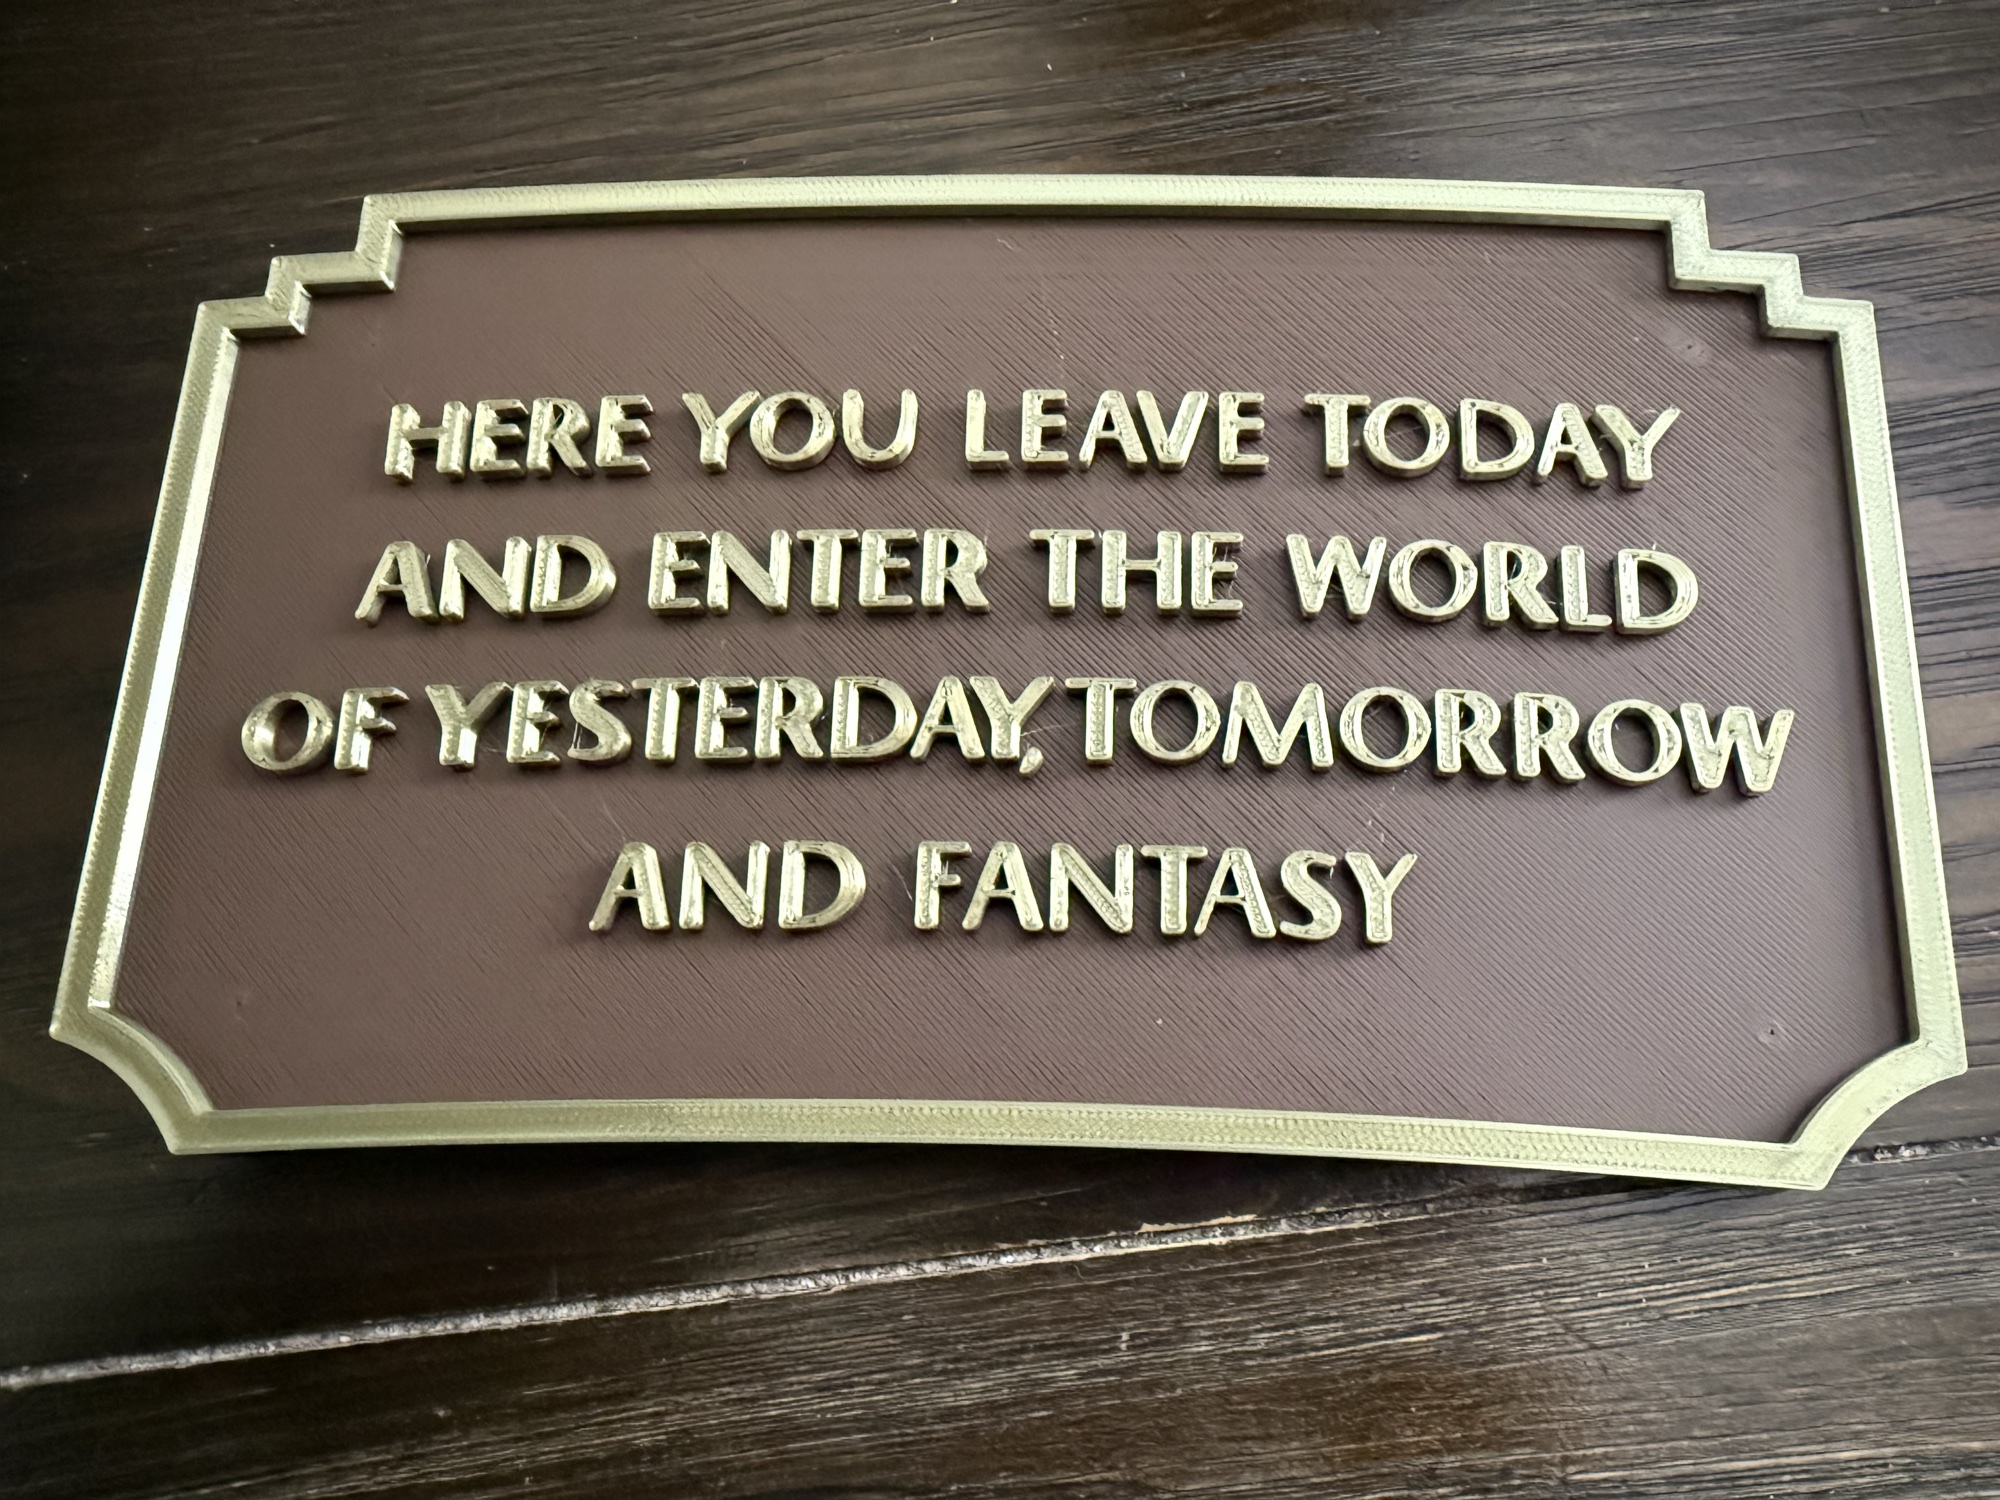 HERE YOU LEAVE TODAY
AND ENTER THE WORLD
OF YESTERDAY, TOMORROW
AND FANTASY